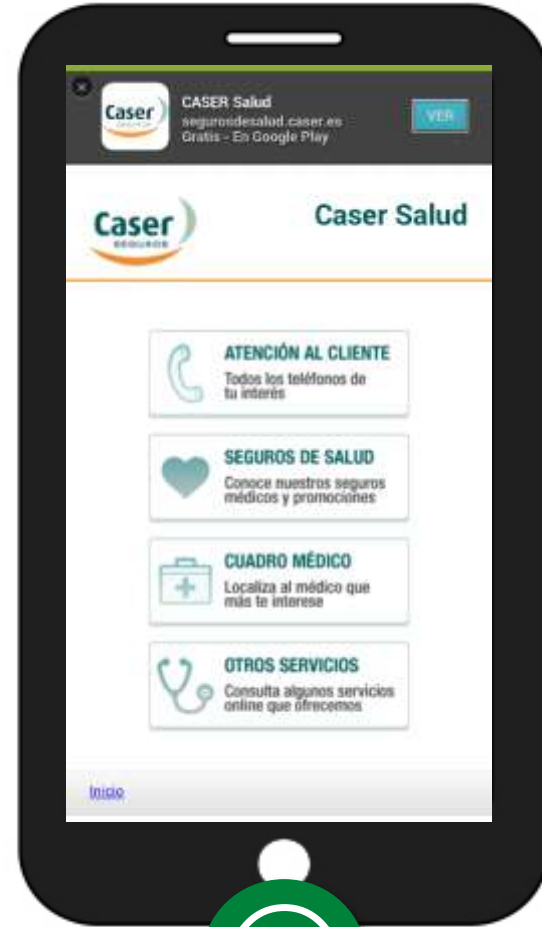 Caser
SEGUROS
CASER Salud
segurosdesalud.caser.es
Gratis - En Google Play
VER
Caser
SEGUROS
Caser Salud
ATENCIÓN AL CLIENTE
Todos los teléfonos de
tu interés
SEGUROS DE SALUD
Conoce nuestros seguros
médicos y promociones
CUADRO MÉDICO
Localiza al médico que
más te interese
OTROS SERVICIOS
Consulta algunos servicios
online que ofrecemos
Inicio